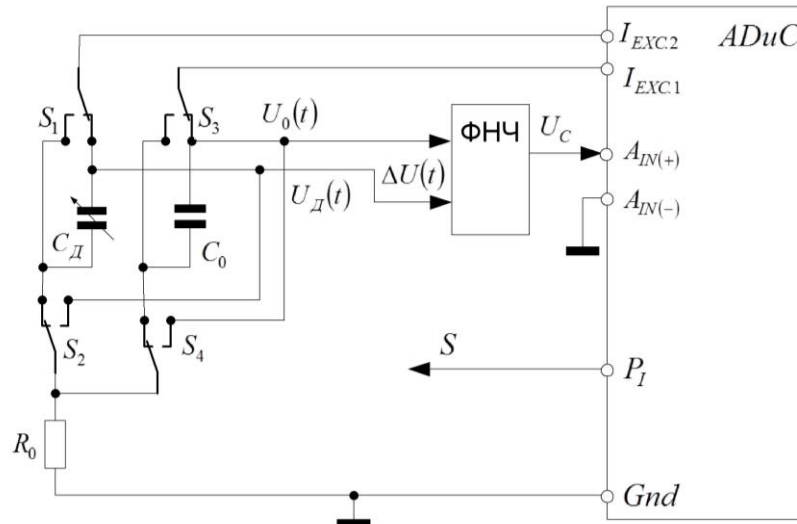 I_EXC.2
ADuC
I_EXC.1
S_1
S_3
U_0(t)
ФНЧ
U_C
A_IN(+)
U_Д(t)
ΔU(t)
A_IN(-)
C_Д
C_0
S_2
S_4
S
P_I
R_0
Gnd